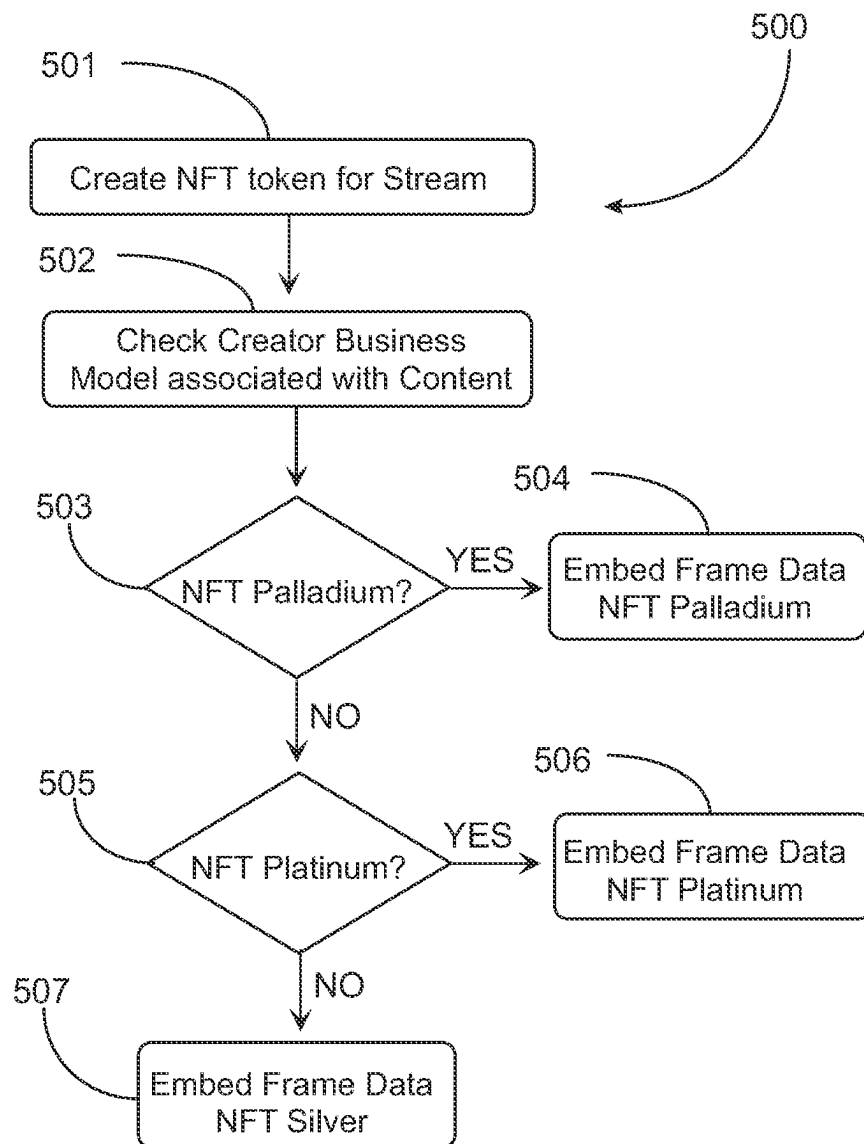 500
501
Create NFT token for Stream
502
Check Creator Business
Model associated with Content
503
NFT Palladium?
YES
504
Embed Frame Data
NFT Palladium
NO
505
NFT Platinum?
YES
506
Embed Frame Data
NFT Platinum
NO
507
Embed Frame Data
NFT Silver